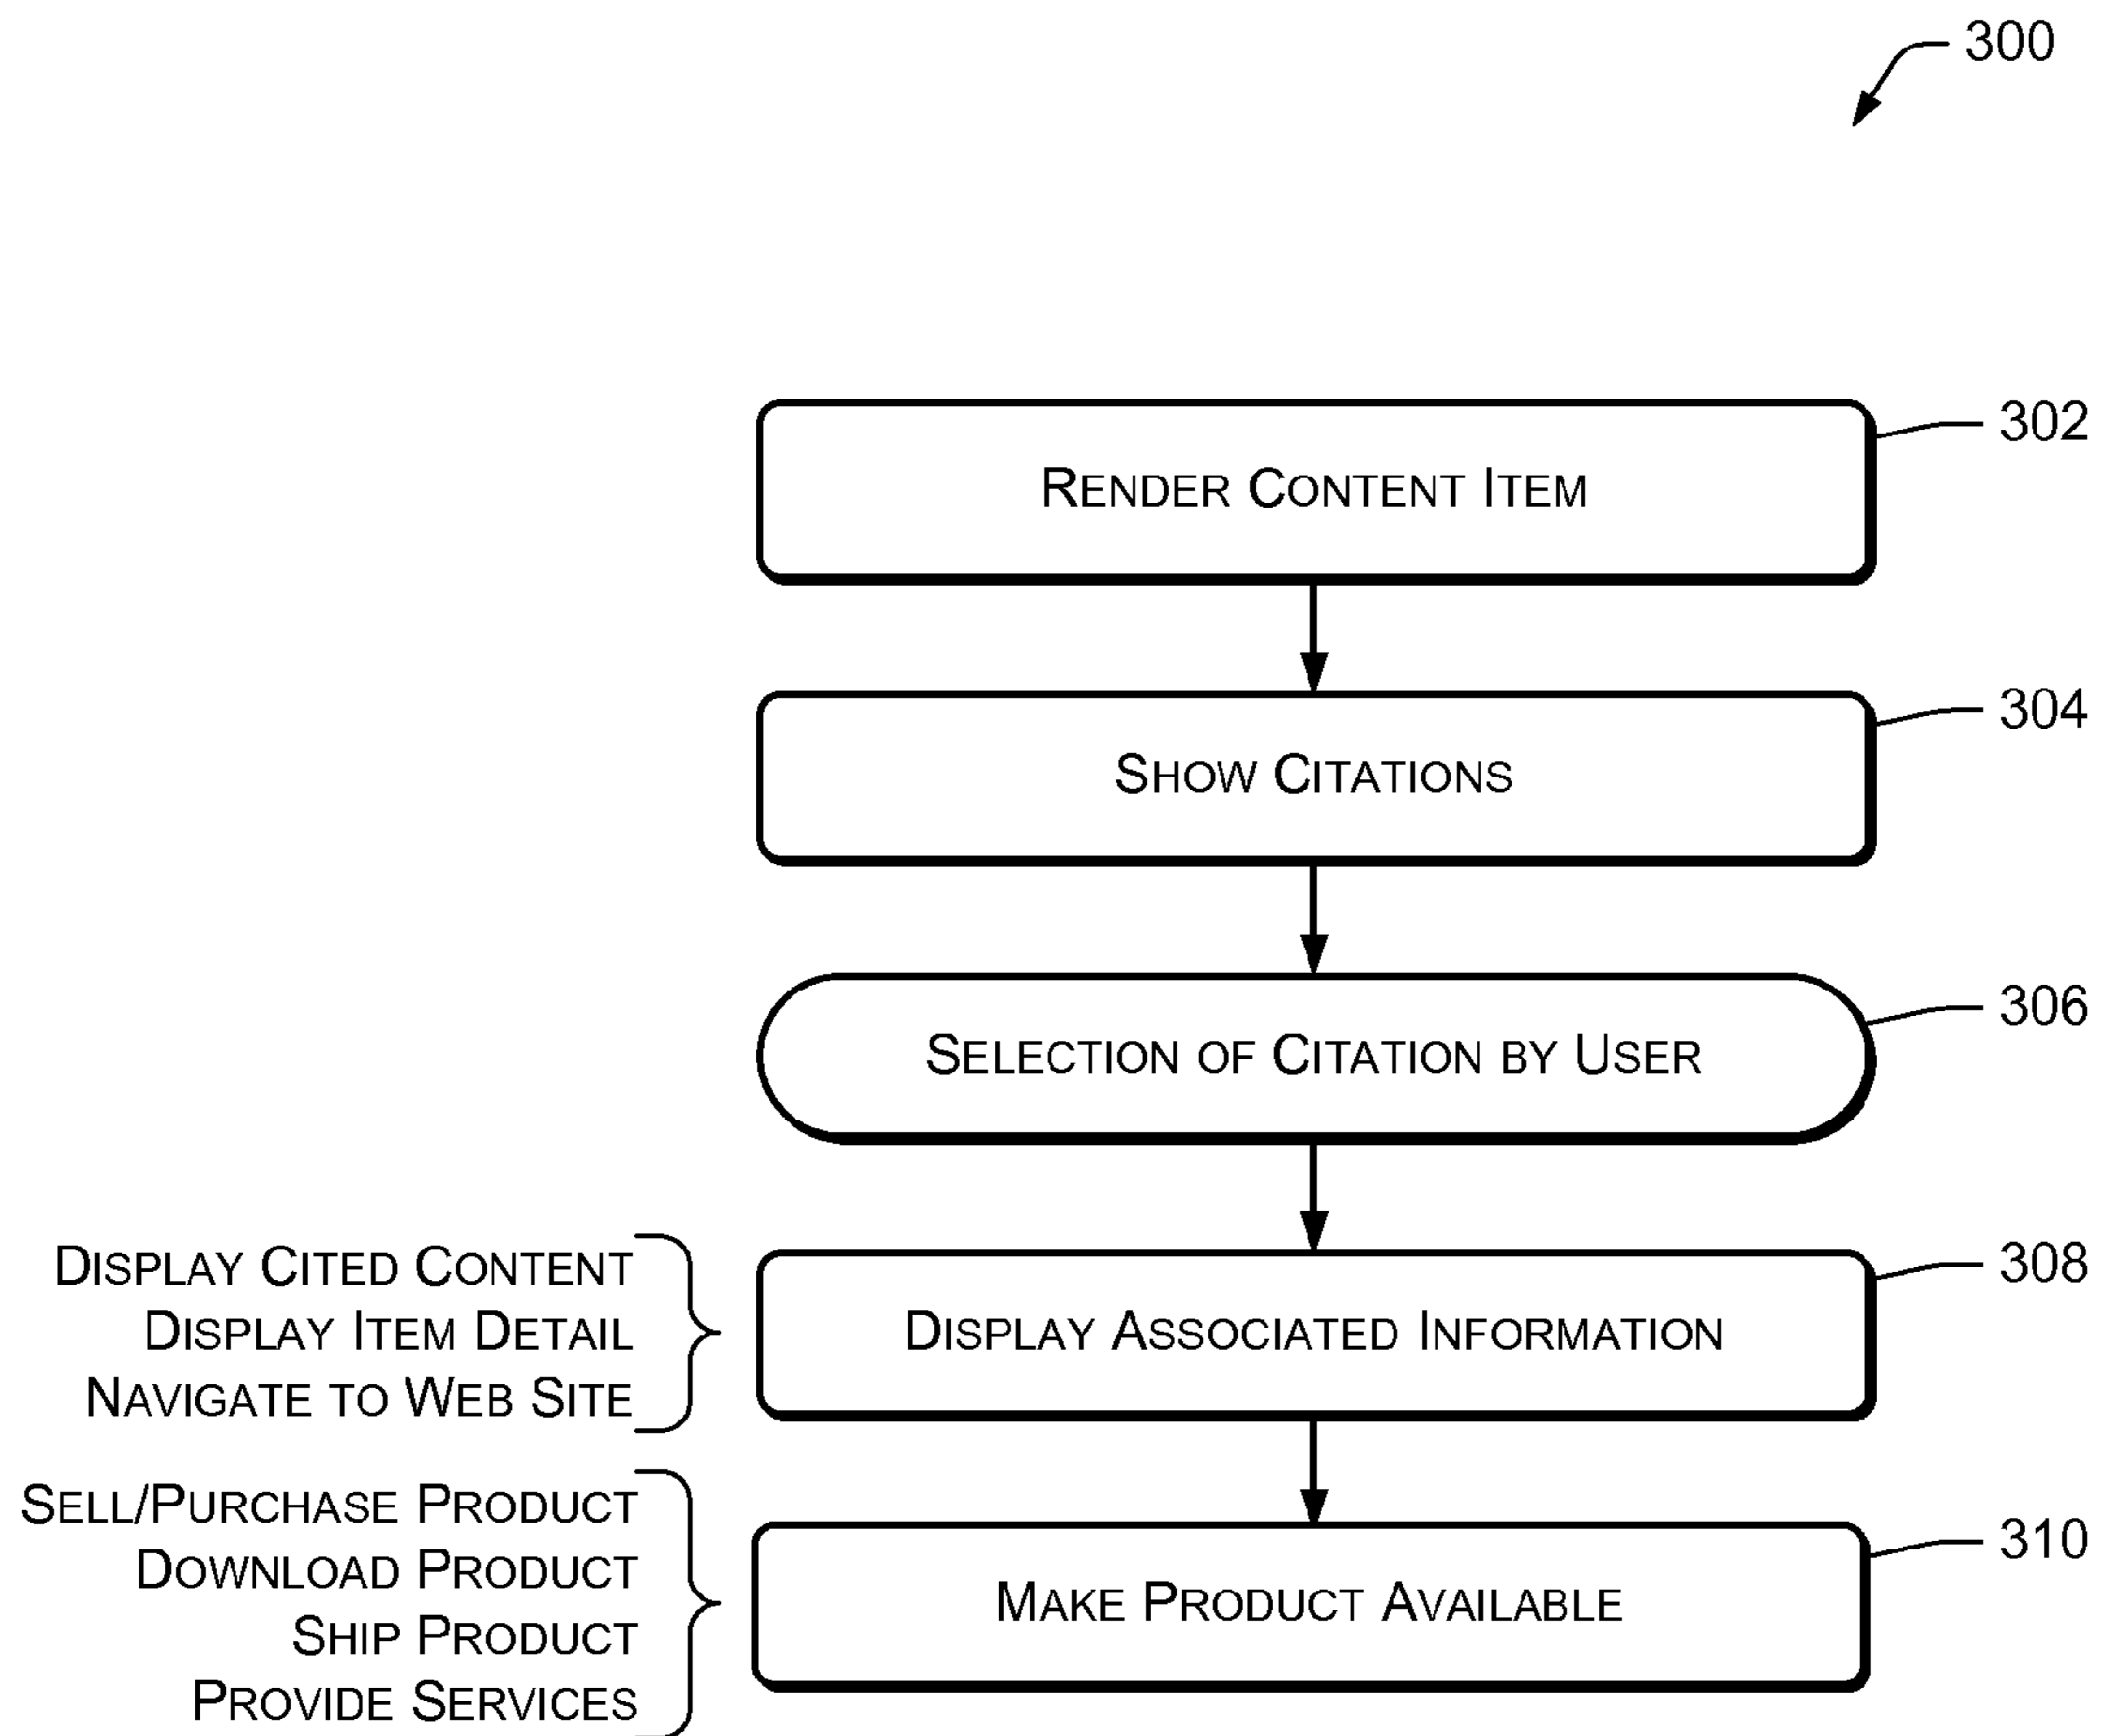 300
Render Content Item
302
Show Citations
304
Selection of Citation by User
306
Display Cited Content
Display Item Detail
Navigate to Web Site
Display Associated Information
308
Sell/Purchase Product
Download Product
Ship Product
Provide Services
Make Product Available
310